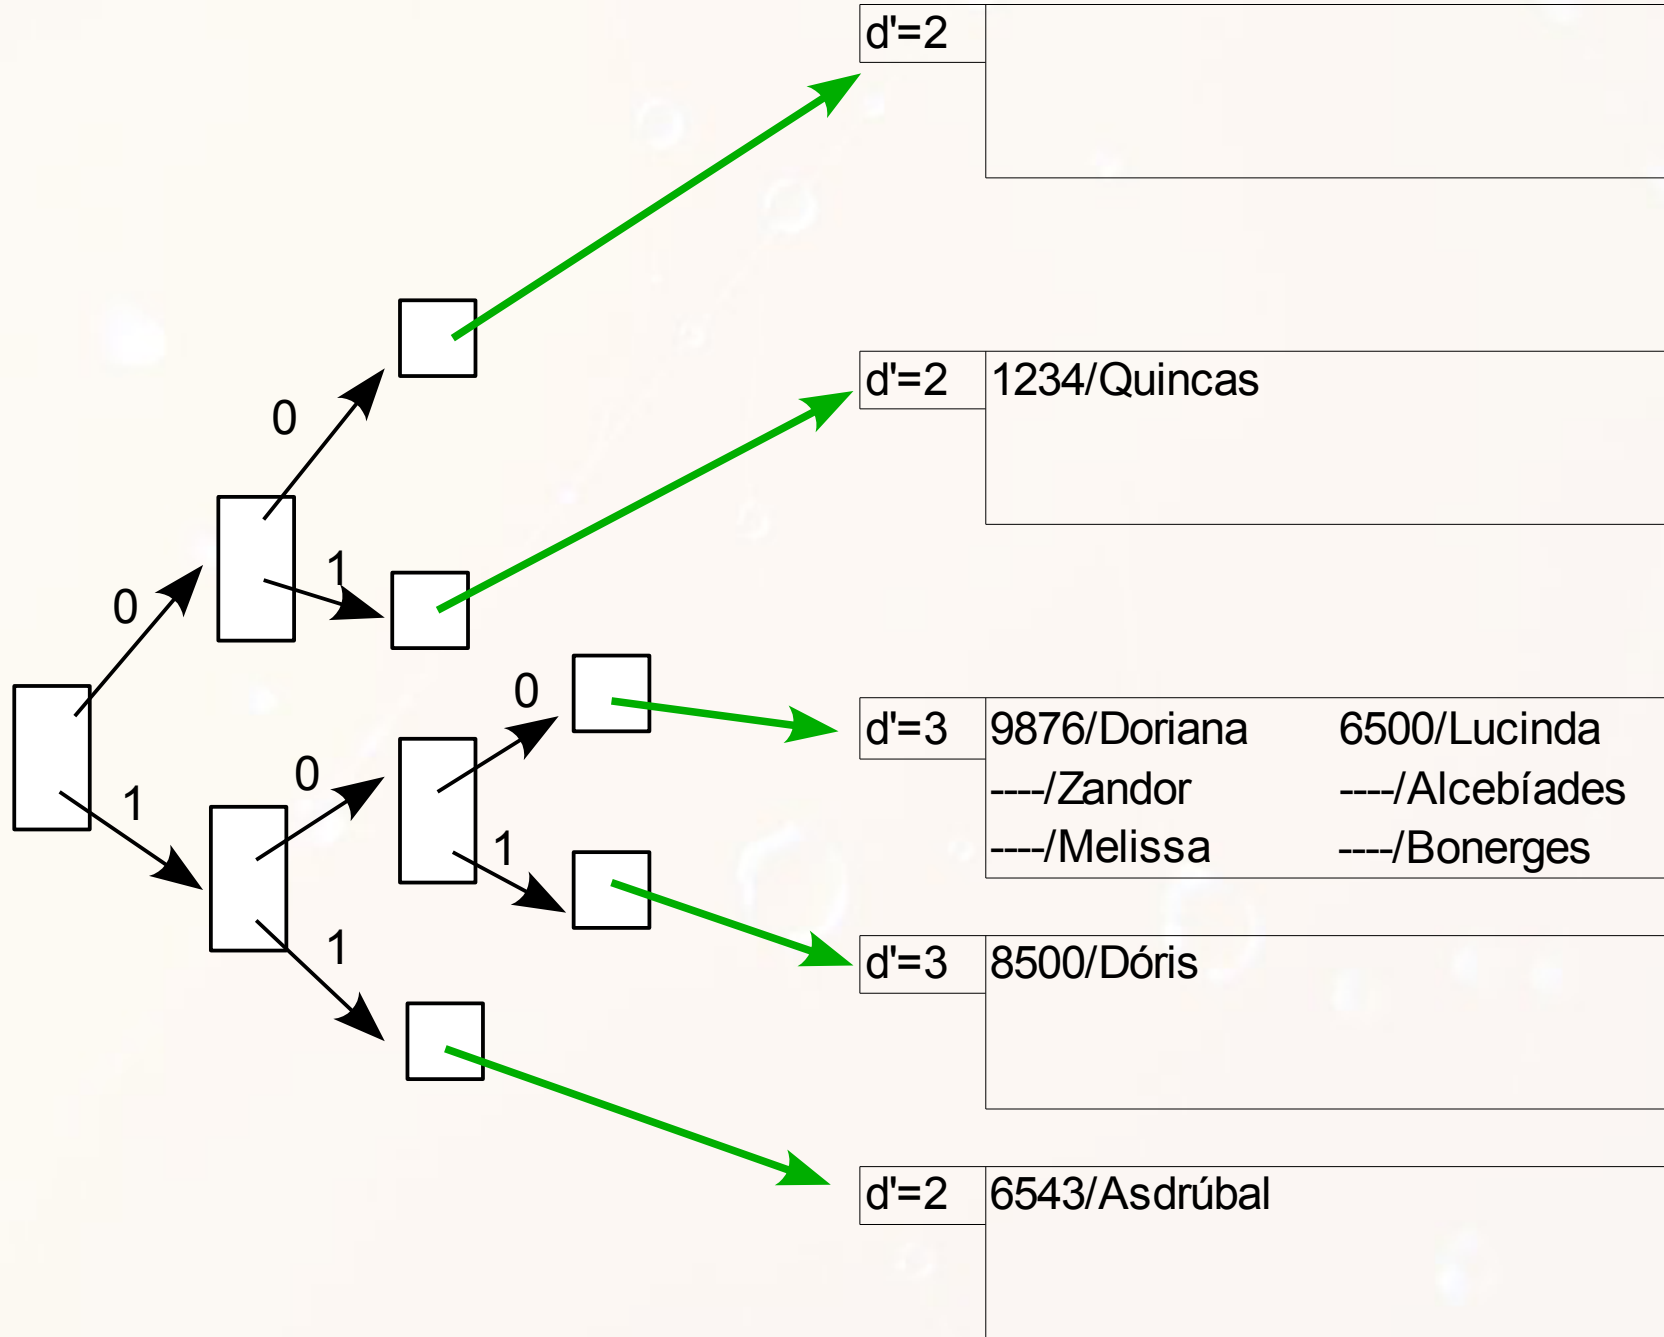 d'=2
0
1
0
d'=2 1234/Quincas
0
0
1
1
1
d'=3 9876/Doriana 6500/Lucinda
----/Zandor ----/Alcebíades
----/Melissa ----/Bonerges
d'=3 8500/Dóris
d'=2 6543/Asdrúbal